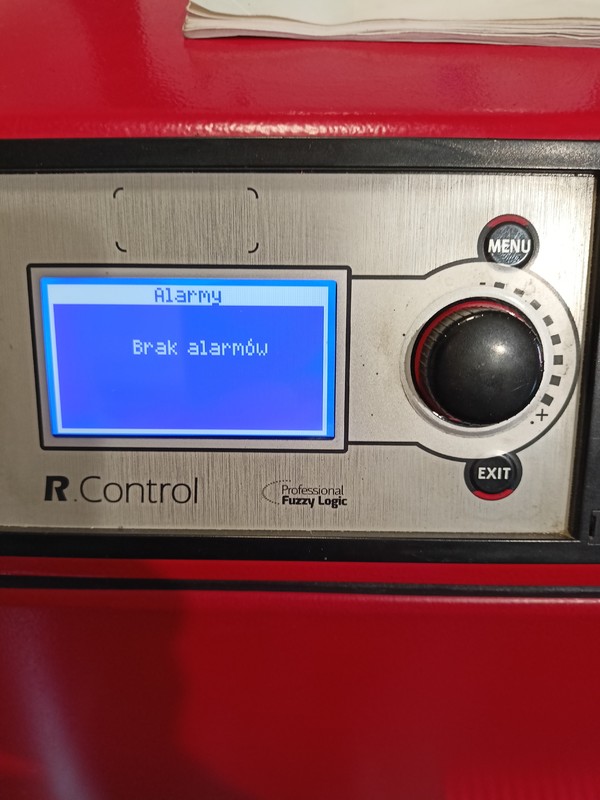 MENU
Alarmy
Brak alarmów
EXIT
R.Control
Professional
Fuzzy Logic